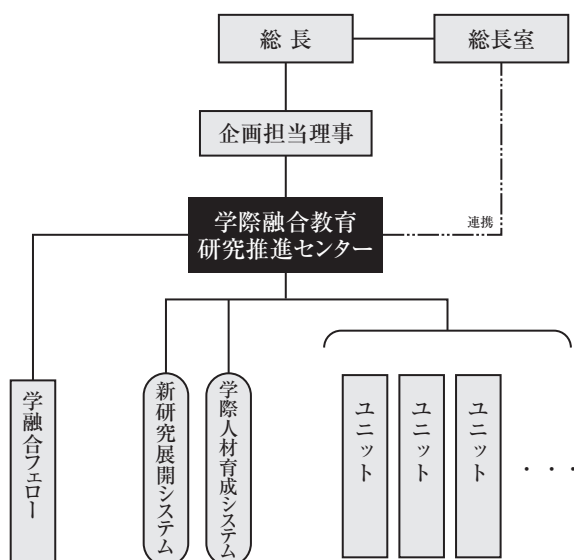 総長
総長室
企画担当理事
連携
学際融合教育
研究推進センター
学融合フェロー
新研究展開システム
学際人材育成システム
ユニット
ユニット
ユニット
・・・